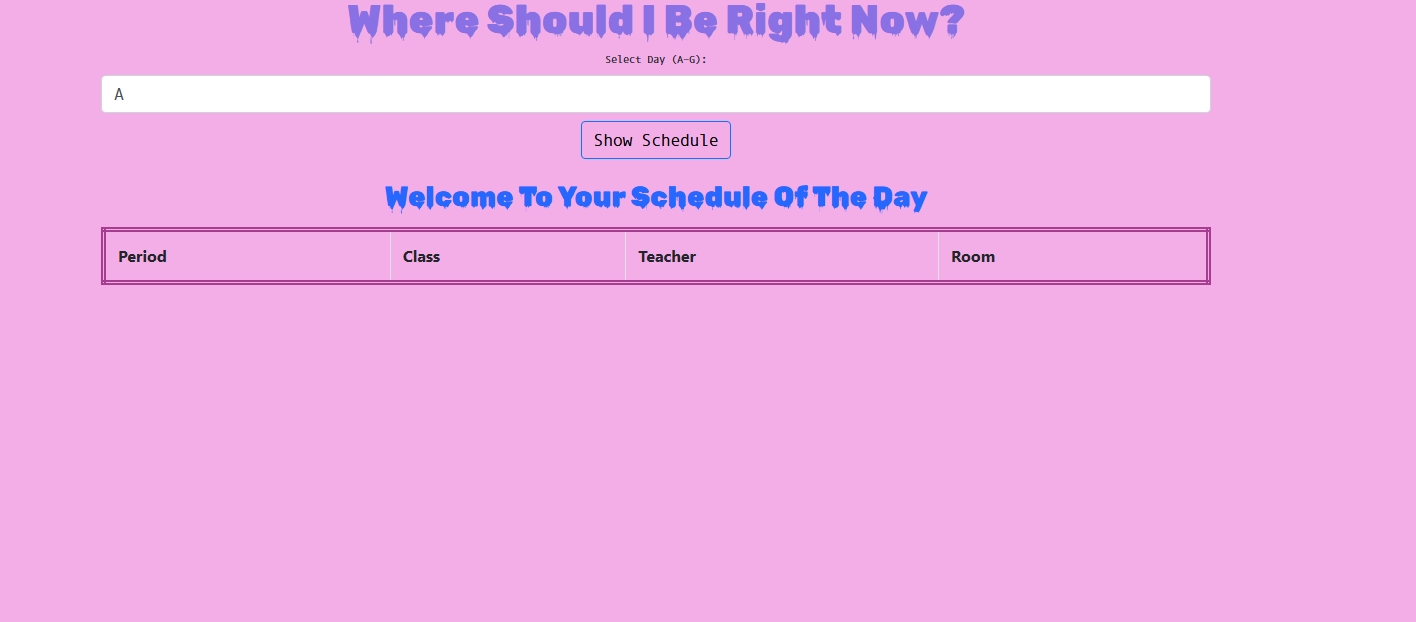 Where Should I Be Right Now?
Select Day (A-G):
A
Show Schedule
Welcome To Your Schedule Of The Day
Period Class Teacher Room